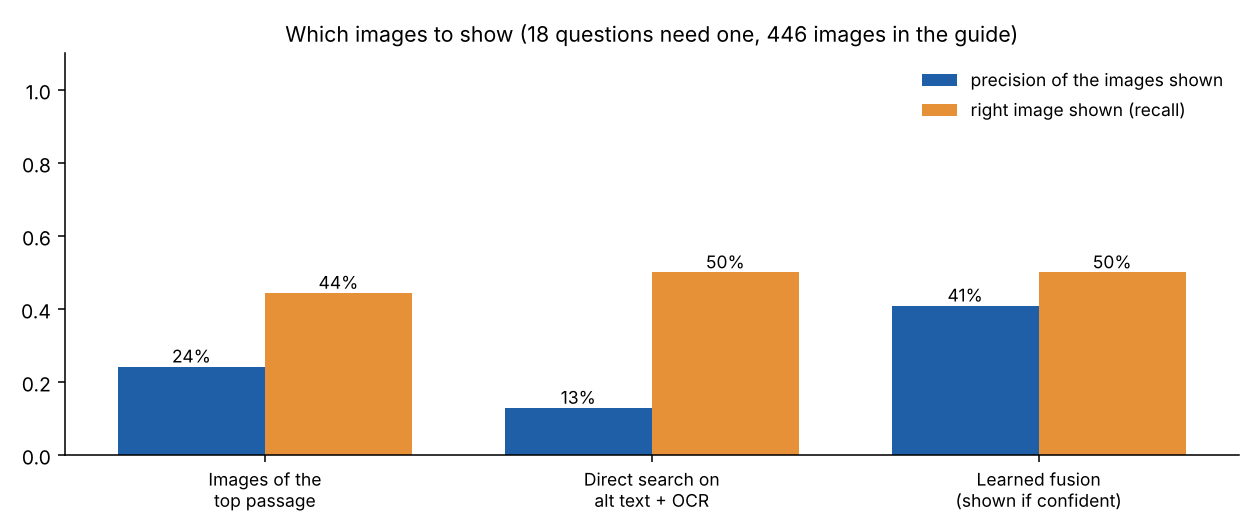 Which images to show (18 questions need one, 446 images in the guide)
precision of the images shown
right image shown (recall)
1.0
0.8
0.6
0.4
0.2
0.0
24%
44%
13%
50%
41%
50%
Images of the
top passage
Direct search on
alt text + OCR
Learned fusion
(shown if confident)